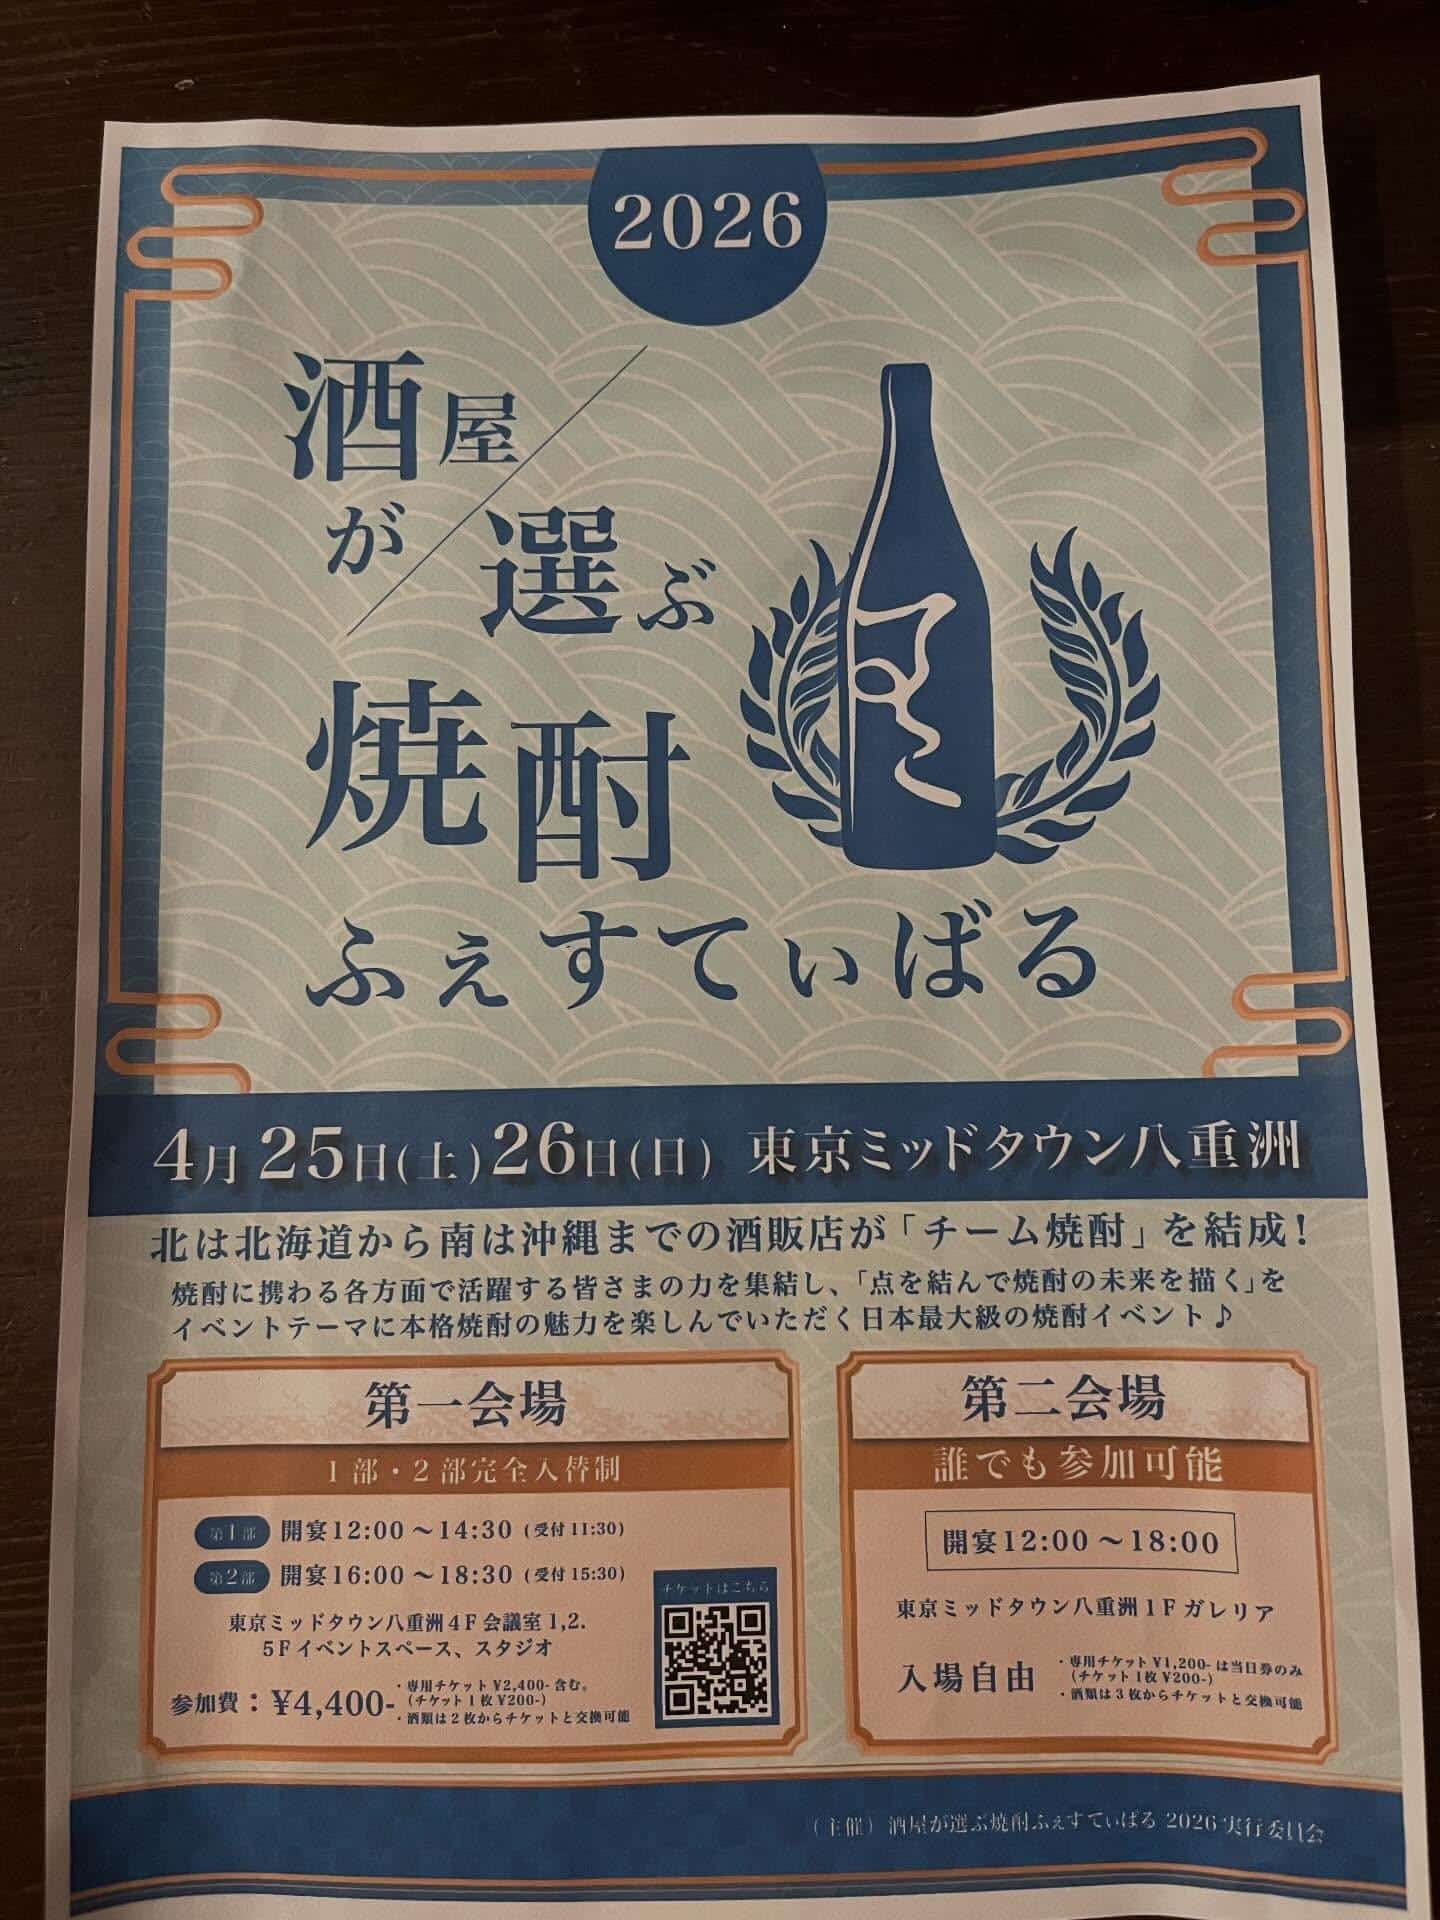 2026
酒屋
が選ぶ
焼酎
ふぇすてぃばる
4月25日(土)26日(日) 東京ミッドタウン八重洲
北は北海道から南は沖縄までの酒販店が「チーム焼酎」を結成!
焼酎に携わる各方面で活躍する皆さまの力を集結し、「点を結んで焼酎の未来を描く」を
イベントテーマに本格焼酎の魅力を楽しんでいただく日本最大級の焼酎イベント♪
第一会場
1部・2部完全入替制
第1部 開宴12:00～14:30(受付11:30)
第2部 開宴16:00～18:30(受付15:30)
東京ミッドタウン八重洲4F会議室1,2.
5Fイベントスペース、スタジオ
参加費:¥4,400-
・専用チケット¥2,400-含む。
(チケット1枚¥200-)
・酒類は2枚からチケットと交換可能
チケットはこちら
第二会場
誰でも参加可能
開宴12:00～18:00
東京ミッドタウン八重洲1Fガレリア
入場自由
・専用チケット¥1,200-は当日券のみ
(チケット1枚¥200-)
・酒類は3枚からチケットと交換可能
(主催)酒屋が選ぶ焼酎ふぇすてぃばる2026実行委員会